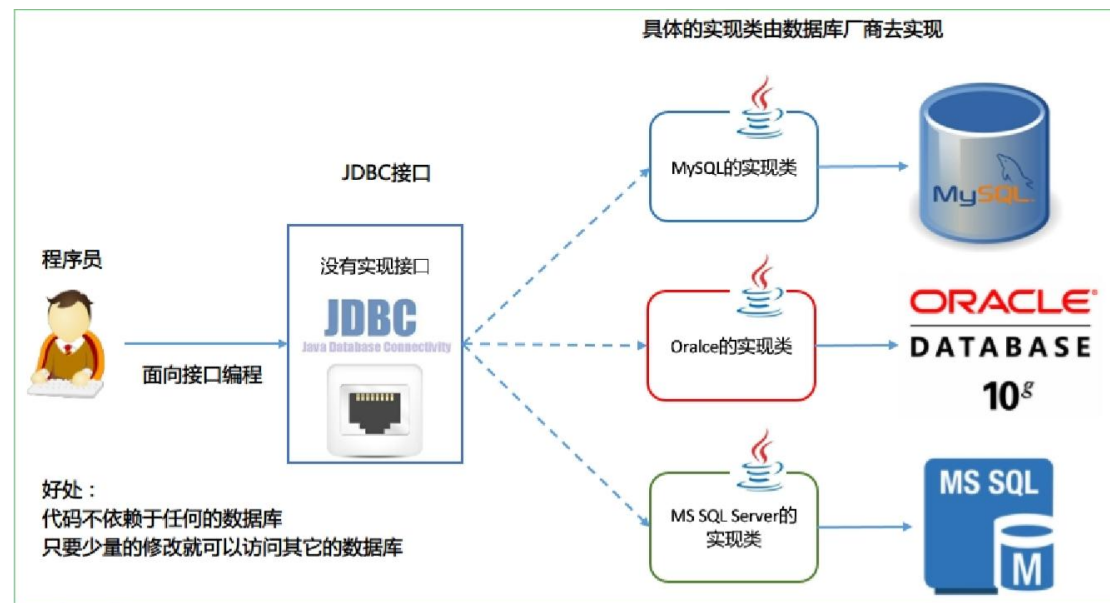 具体的实现类由数据库厂商去实现
JDBC接口
程序员
面向接口编程
没有实现接口
JDBC
Java Database Connectivity
MySQL的实现类
MySQL
Oralce的实现类
ORACLE®
DATABASE
10g
MS SQL Server的
实现类
MS SQL
M
好处：
代码不依赖于任何的数据库
只要少量的修改就可以访问其它的数据库